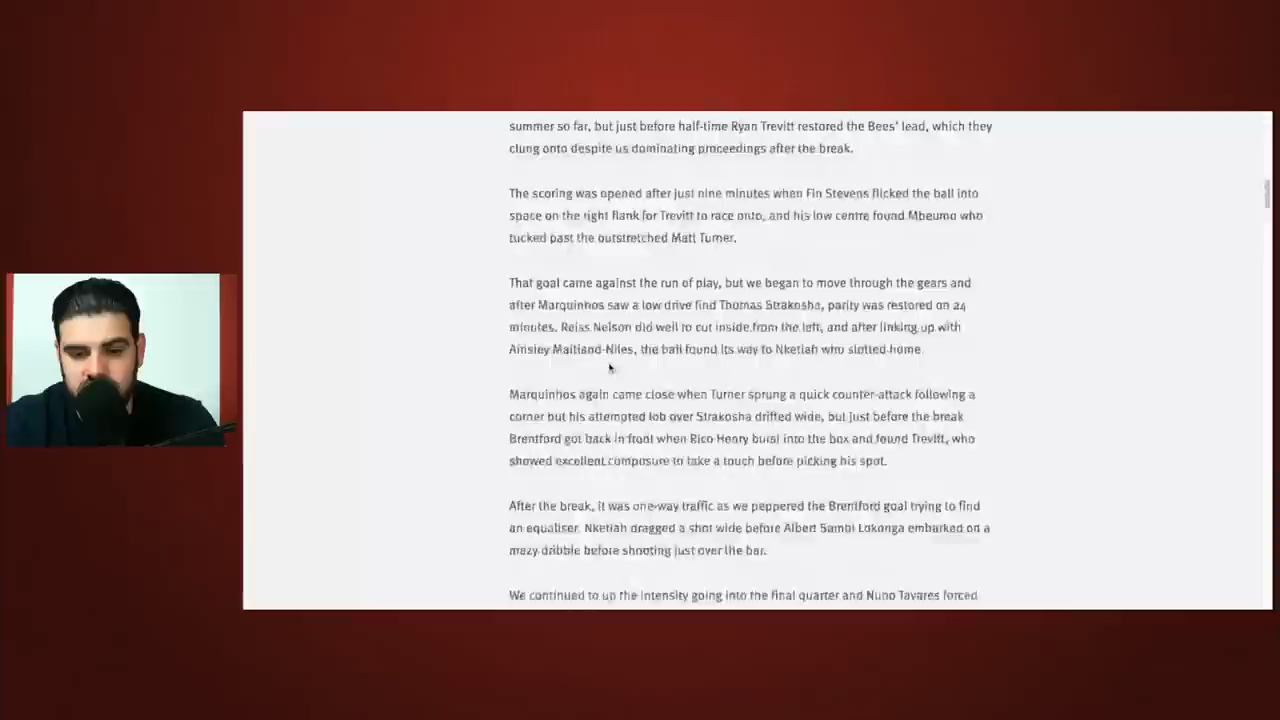 summer so far, but just before half-time Ryan Trevitt restored the Bees' lead, which they
clung onto despite us dominating proceedings after the break.
The scoring was opened after just nine minutes when Fin Stevens flicked the ball into
space on the right flank for Trevitt to race onto, and his low centre found Mbeumo who
tucked past the outstretched Matt Turner.
That goal came against the run of play, but we began to move through the gears and
after Marquinhos saw a low drive find Thomas Strakosha, parity was restored on 24
minutes. Reiss Nelson did well to cut inside from the left, and after linking up with
Ainsley Maitland-Niles, the ball found its way to Nketiah who slotted home.
Marquinhos again came close when Turner sprung a quick counter-attack following a
corner but his attempted lob over Strakosha drifted wide, but just before the break
Brentford got back in front when Rico Henry burst into the box and found Trevitt, who
showed excellent composure to take a touch before picking his spot.
After the break, it was one-way traffic as we peppered the Brentford goal trying to find
an equaliser. Nketiah dragged a shot wide before Albert Sambi Lokonga embarked on a
mazy dribble before shooting just over the bar.
We continued to up the intensity going into the final quarter and Nuno Tavares forced